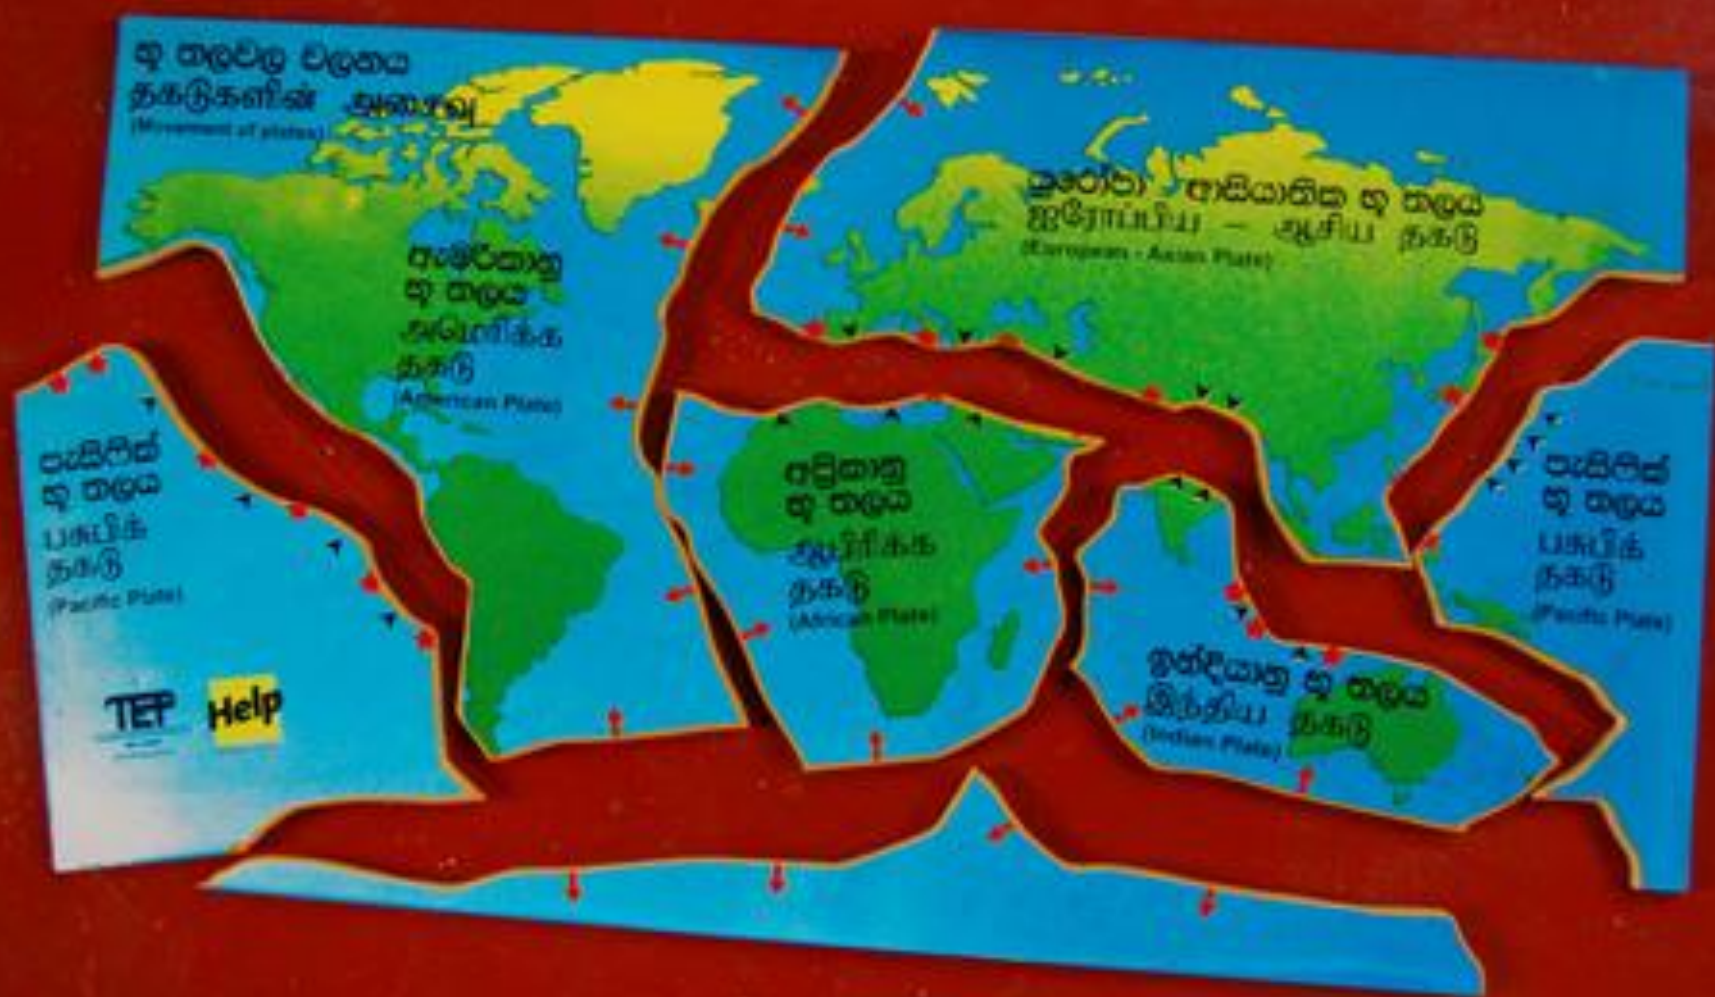 භූ තලවල චලනය
தகடுகளின் அசைவு
(Movement of plates)
යුරෝපා ආසියාතික භූ තලය
ஐரோப்பிய - ஆசிய தகடு
(European - Asian Plate)
ඇමරිකානු
භූ තලය
அமெரிக்க
தகடு
(American Plate)
පැසිෆික්
භූ තලය
பசுபிக்
தகடு
(Pacific Plate)
අප්‍රිකානු
භූ තලය
ஆபிரிக்க
தகடு
(African Plate)
පැසිෆික්
භූ තලය
பசுபிக்
தகடு
(Pacific Plate)
ඉන්දියානු භූ තලය
இந்திய தகடு
(Indian Plate)
TEP Help